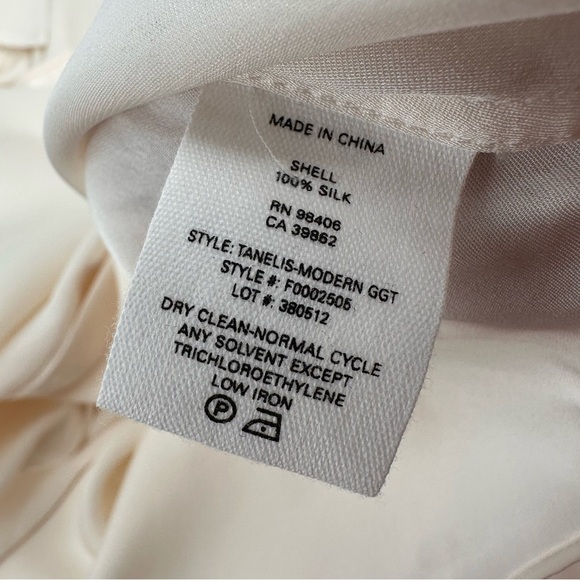 MADE IN CHINA
SHELL
100% SILK
RN 98406
CA 39862
STYLE: TANELIS-MODERN GGT
STYLE #: F0002505
LOT #: 380512
DRY CLEAN-NORMAL CYCLE
ANY SOLVENT EXCEPT
TRICHLOROETHYLENE
LOW IRON
P